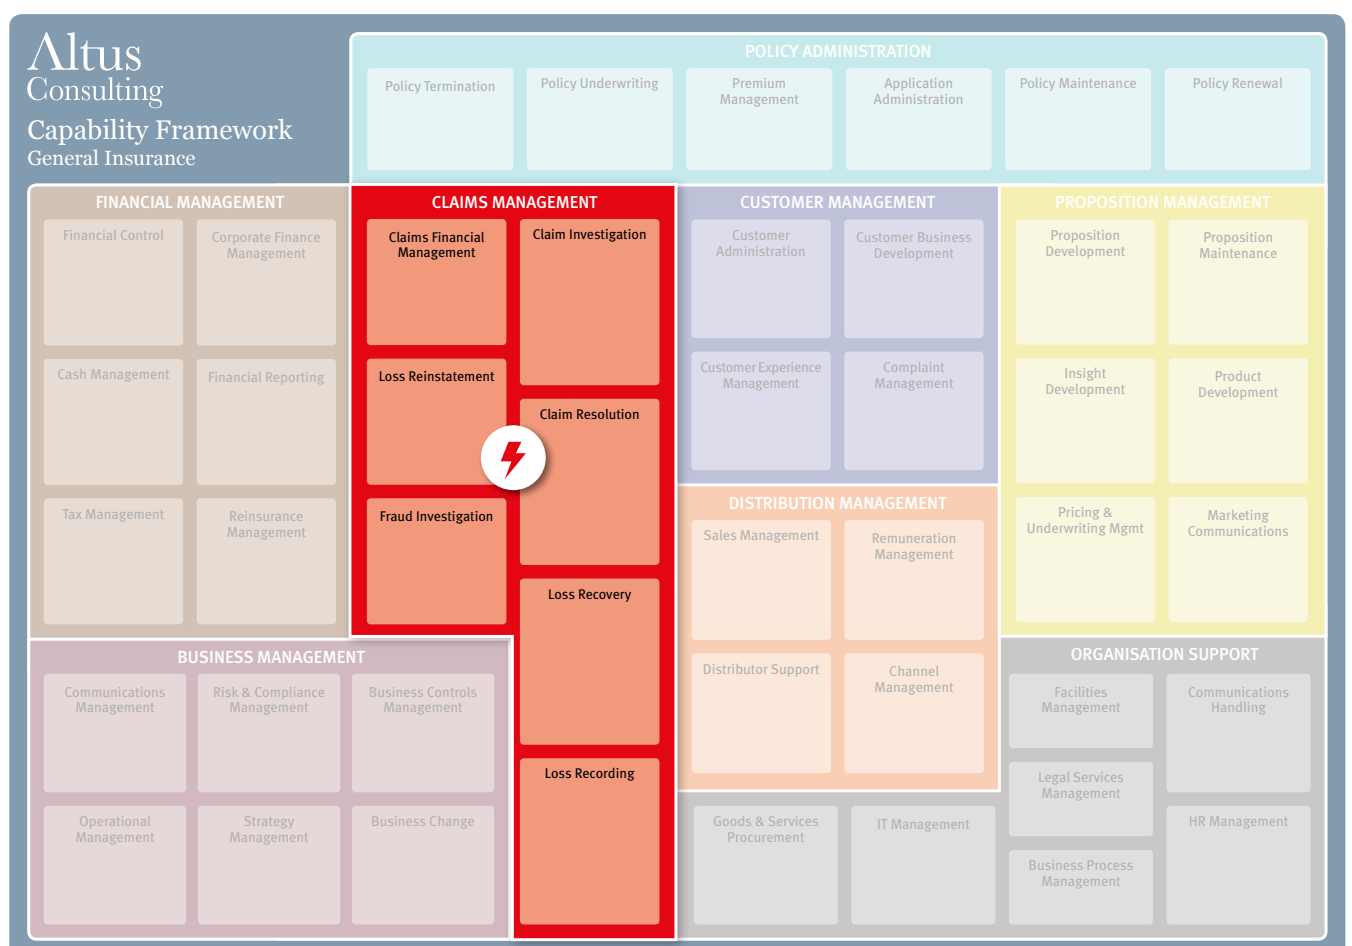 Altus
Consulting
Capability Framework
General Insurance
POLICY ADMINISTRATION
Policy Termination
Policy Underwriting
Premium
Management
Application
Administration
Policy Maintenance
Policy Renewal
FINANCIAL MANAGEMENT
Financial Control
Corporate Finance
Management
Cash Management
Financial Reporting
Tax Management
Reinsurance
Management
CLAIMS MANAGEMENT
Claims Financial
Management
Claim Investigation
Loss Reinstatement
Claim Resolution
Fraud Investigation
Loss Recovery
Loss Recording
CUSTOMER MANAGEMENT
Customer
Administration
Customer Business
Development
Customer Experience
Management
Complaint
Management
PROPOSITION MANAGEMENT
Proposition
Development
Proposition
Maintenance
Insight
Development
Product
Development
Pricing &
Underwriting Mgmt
Marketing
Communications
DISTRIBUTION MANAGEMENT
Sales Management
Remuneration
Management
Distributor Support
Channel
Management
BUSINESS MANAGEMENT
Communications
Management
Risk & Compliance
Management
Business Controls
Management
Operational
Management
Strategy
Management
Business Change
ORGANISATION SUPPORT
Facilities
Management
Communications
Handling
Legal Services
Management
Goods & Services
Procurement
IT Management
HR Management
Business Process
Management